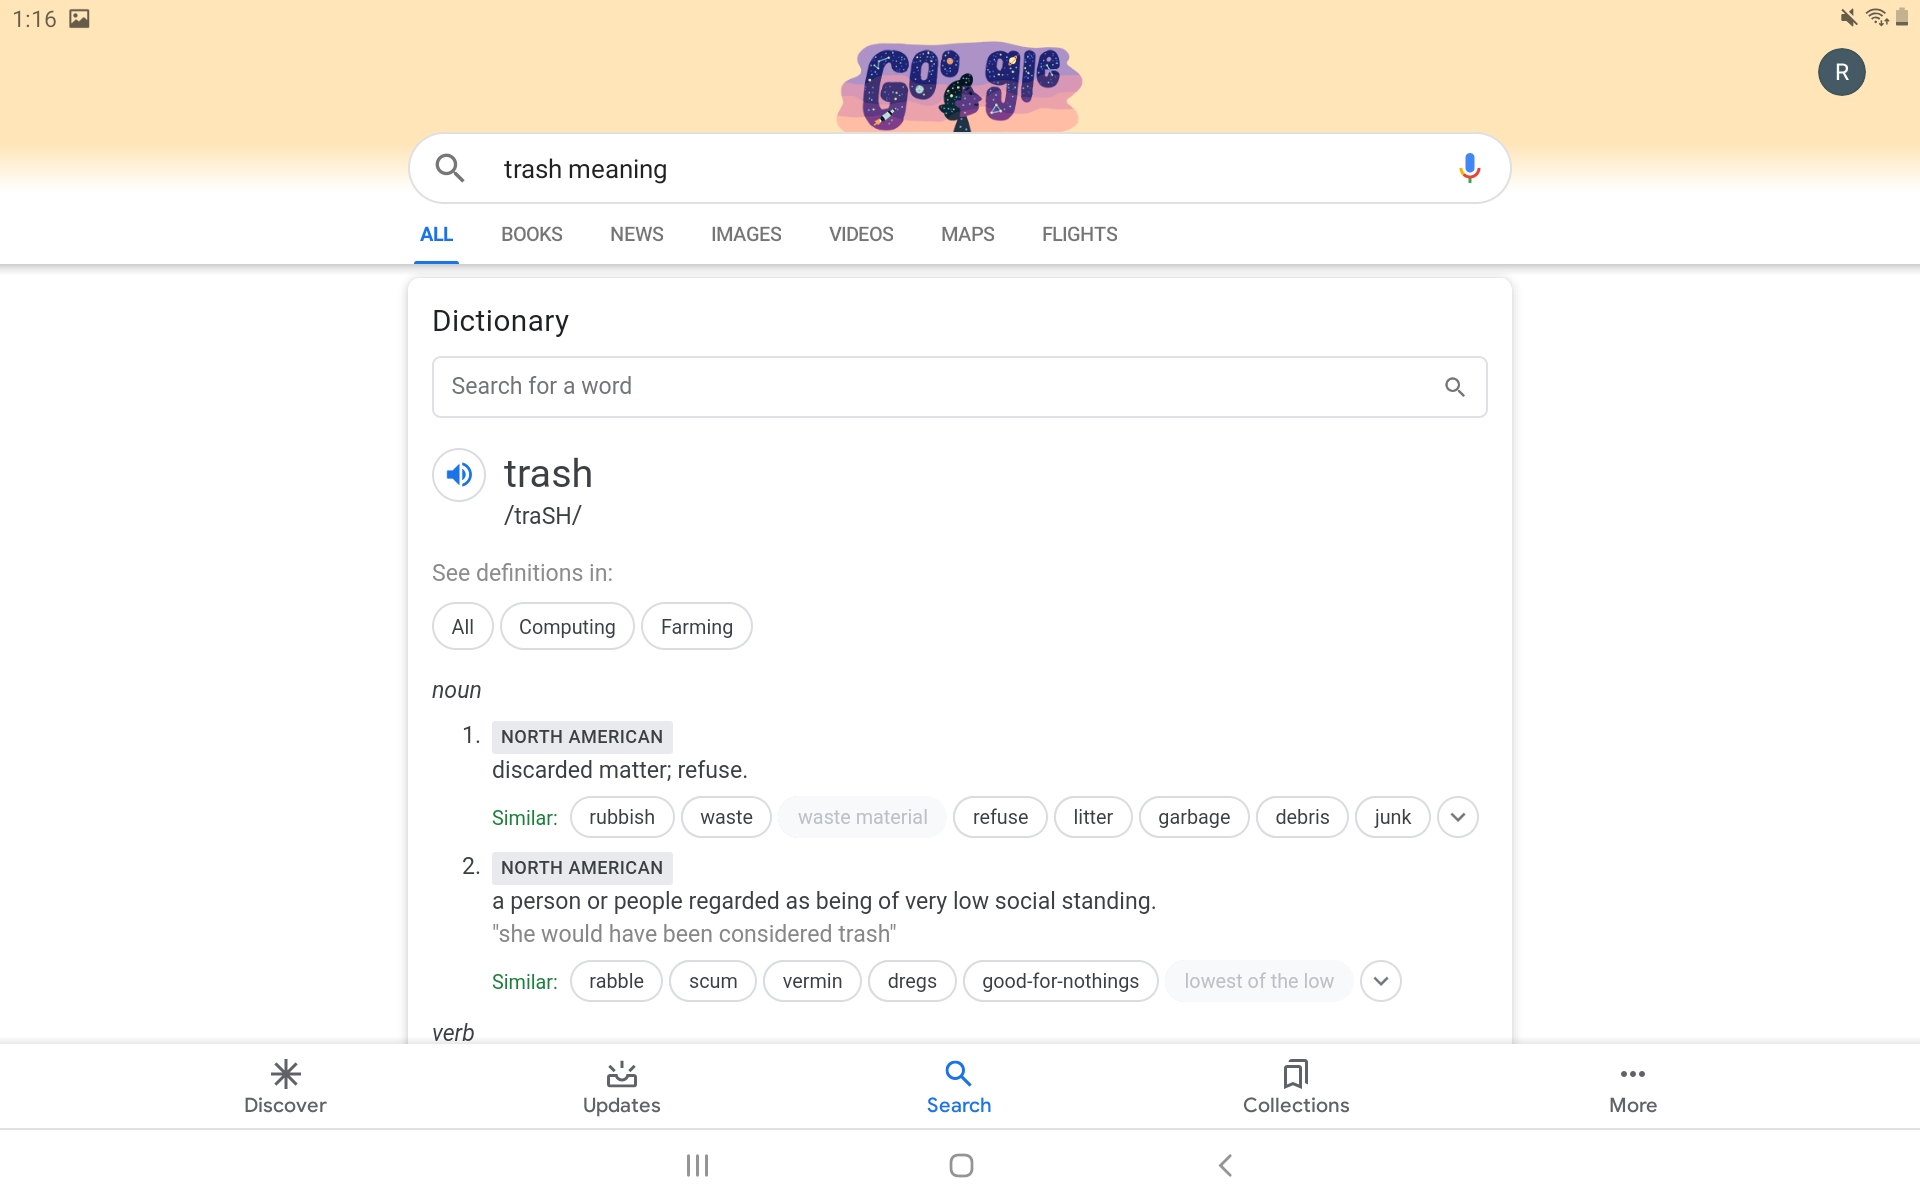 1:16
Google
R
trash meaning
ALL BOOKS NEWS IMAGES VIDEOS MAPS FLIGHTS
Dictionary
Search for a word
trash
/traSH/
See definitions in:
All Computing Farming
noun
1. NORTH AMERICAN
discarded matter; refuse.
Similar: rubbish waste waste material refuse litter garbage debris junk
2. NORTH AMERICAN
a person or people regarded as being of very low social standing.
"she would have been considered trash"
Similar: rabble scum vermin dregs good-for-nothings lowest of the low
verb
Discover Updates Search Collections More